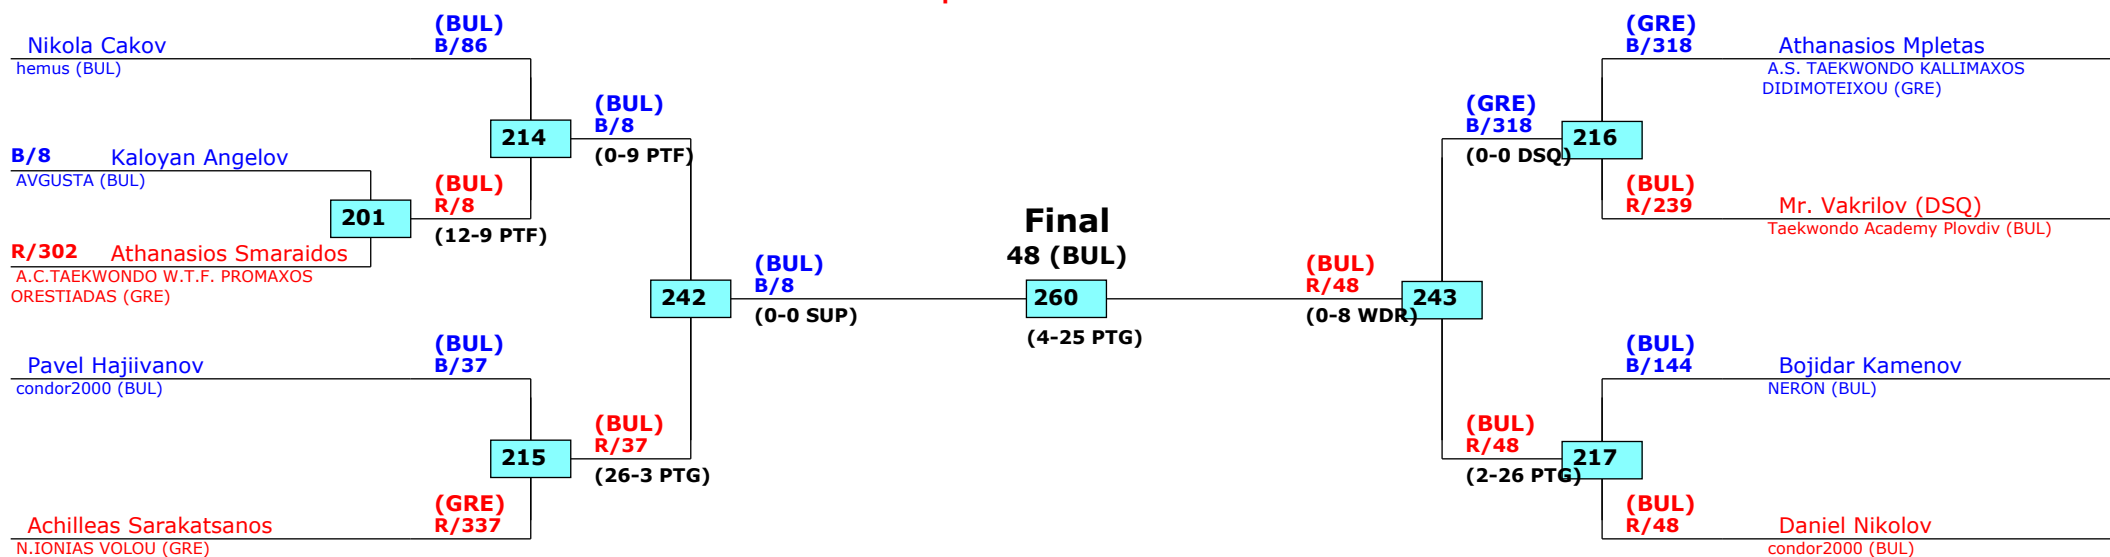 (BUL)
Nikola Cakov B/86
hemus (BUL)
(BUL)
B/8
214
(0-9 PTF)
B/8 Kaloyan Angelov
AVGUSTA (BUL)
(BUL)
R/8
201
(12-9 PTF)
R/302 Athanasios Smaraidos
A.C.TAEKWONDO W.T.F. PROMAXOS
ORESTIADAS (GRE)
(BUL)
B/8
242
(0-0 SUP)
(BUL)
Pavel Hajiivanov B/37
condor2000 (BUL)
(BUL)
R/37
215
(26-3 PTG)
(GRE)
Achilleas Sarakatsanos R/337
N.IONIAS VOLOU (GRE)
Final
48 (BUL)
260
(4-25 PTG)
(BUL)
R/48
243
(0-8 WDR)
(GRE)
B/318 Athanasios Mpletas
A.S. TAEKWONDO KALLIMAXOS
DIDIMOTEIXOU (GRE)
(GRE)
B/318
216
(0-0 DSQ)
(BUL)
R/239 Mr. Vakrilov (DSQ)
Taekwondo Academy Plovdiv (BUL)
(BUL)
B/144 Bojidar Kamenov
NERON (BUL)
(BUL)
R/48
217
(2-26 PTG)
(BUL)
R/48 Daniel Nikolov
condor2000 (BUL)